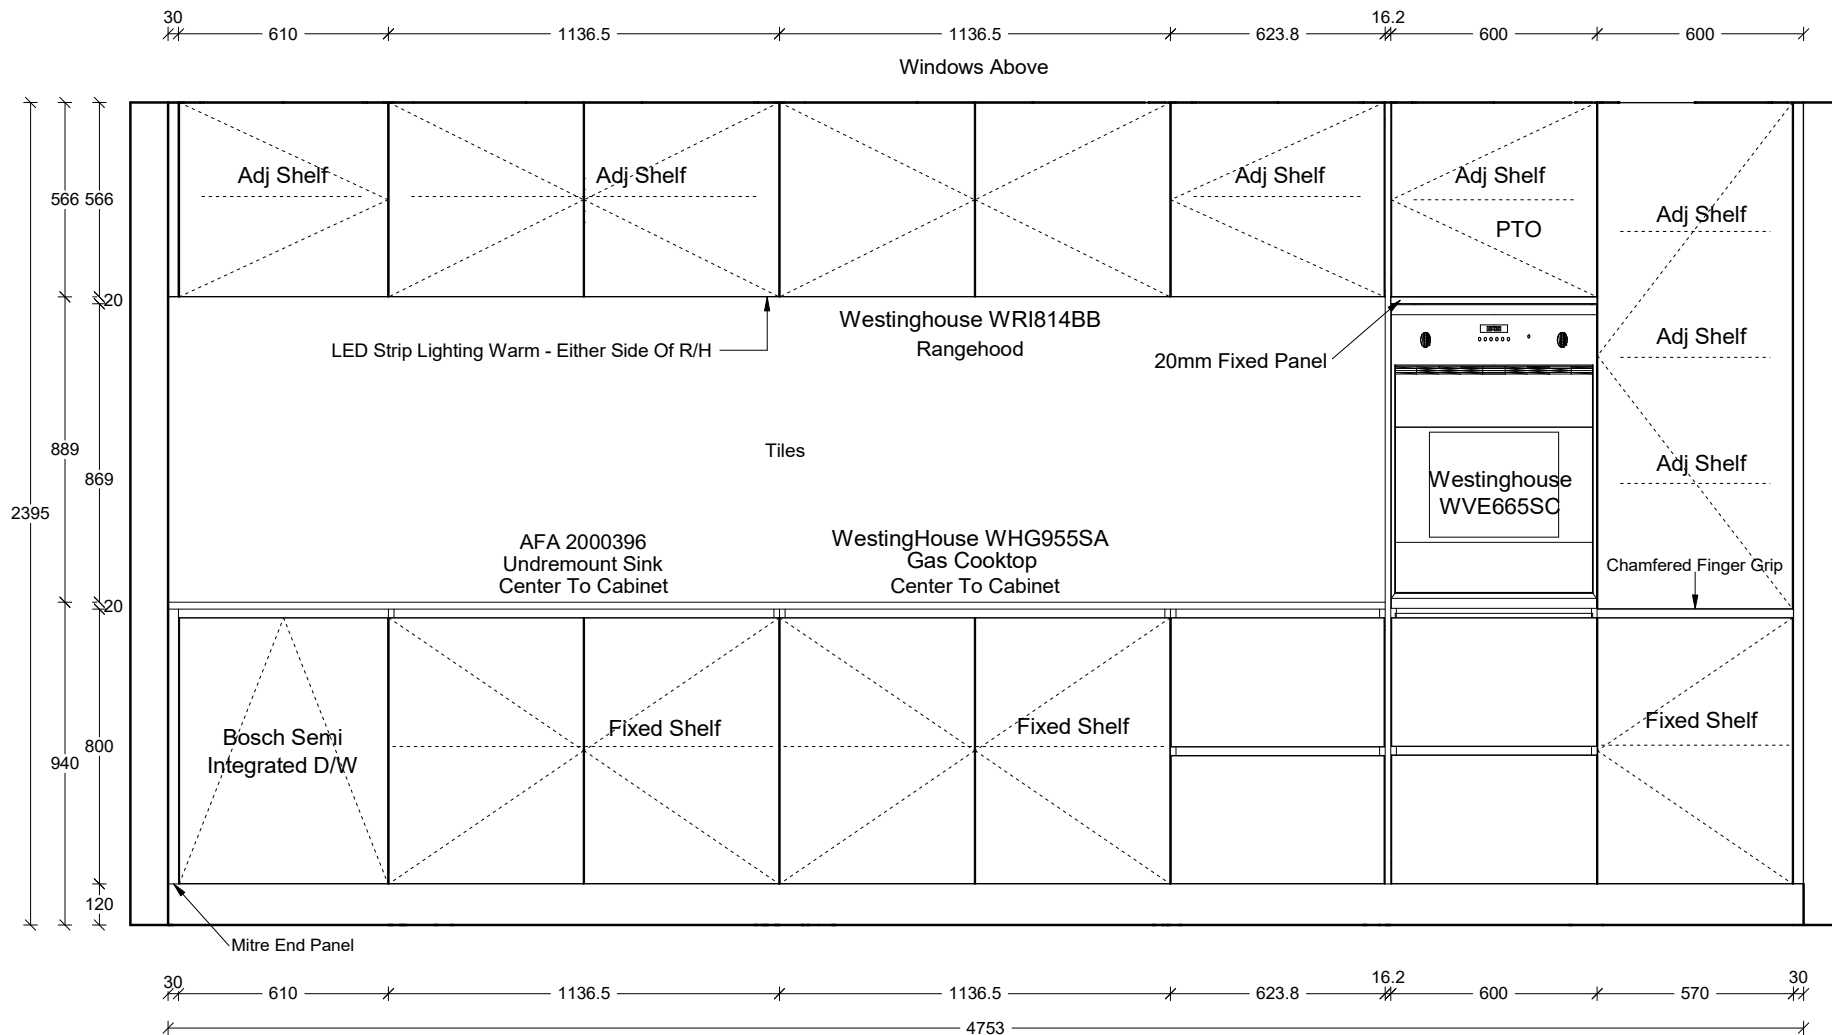 30
16.2
610
1136.5
1136.5
623.8
600
600
Windows Above
Adj Shelf
Adj Shelf
Adj Shelf
Adj Shelf
566
566
Adj Shelf
PTO
20
Westinghouse WRI814BB
Rangehood
LED Strip Lighting Warm - Either Side Of R/H
20mm Fixed Panel
Adj Shelf
889
Tiles
Adj Shelf
869
Westinghouse
WVE665SC
2395
AFA 2000396
Undremount Sink
Center To Cabinet
WestingHouse WHG955SA
Gas Cooktop
Center To Cabinet
Chamfered Finger Grip
20
Fixed Shelf
Fixed Shelf
Fixed Shelf
Bosch Semi
Integrated D/W
800
940
120
Mitre End Panel
30
16.2
30
610
1136.5
1136.5
623.8
600
570
4753